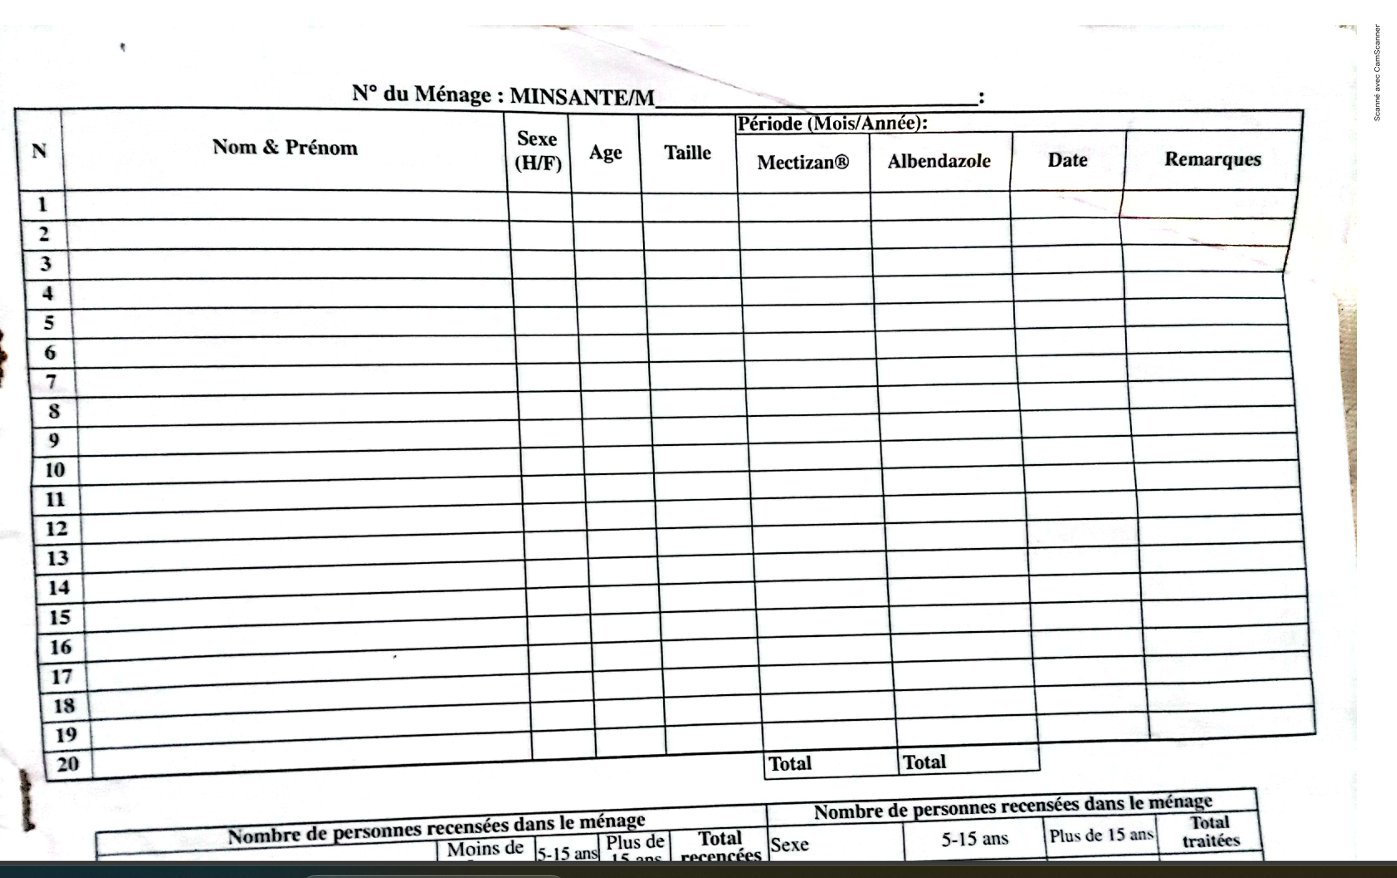 Scanné avec CamScanner
N° du Ménage : MINSANTE/M______________________________:
N Nom & Prénom Sexe (H/F) Age Taille Période (Mois/Année):
Mectizan® Albendazole Date Remarques
1
2
3
4
5
6
7
8
9
10
11
12
13
14
15
16
17
18
19
20
Total Total
Nombre de personnes recensées dans le ménage Nombre de personnes recensées dans le ménage
Moins de 5-15 ans Plus de 15 ans Total recencées Sexe 5-15 ans Plus de 15 ans Total traitées